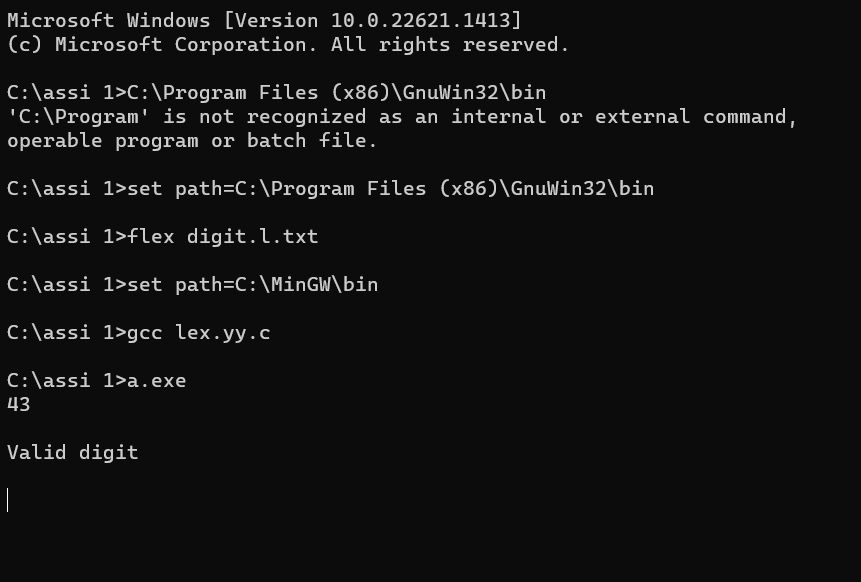 Microsoft Windows [Version 10.0.22621.1413]
(c) Microsoft Corporation. All rights reserved.
C:\assi 1>C:\Program Files (x86)\GnuWin32\bin
'C:\Program' is not recognized as an internal or external command,
operable program or batch file.
C:\assi 1>set path=C:\Program Files (x86)\GnuWin32\bin
C:\assi 1>flex digit.l.txt
C:\assi 1>set path=C:\MinGW\bin
C:\assi 1>gcc lex.yy.c
C:\assi 1>a.exe
43
Valid digit